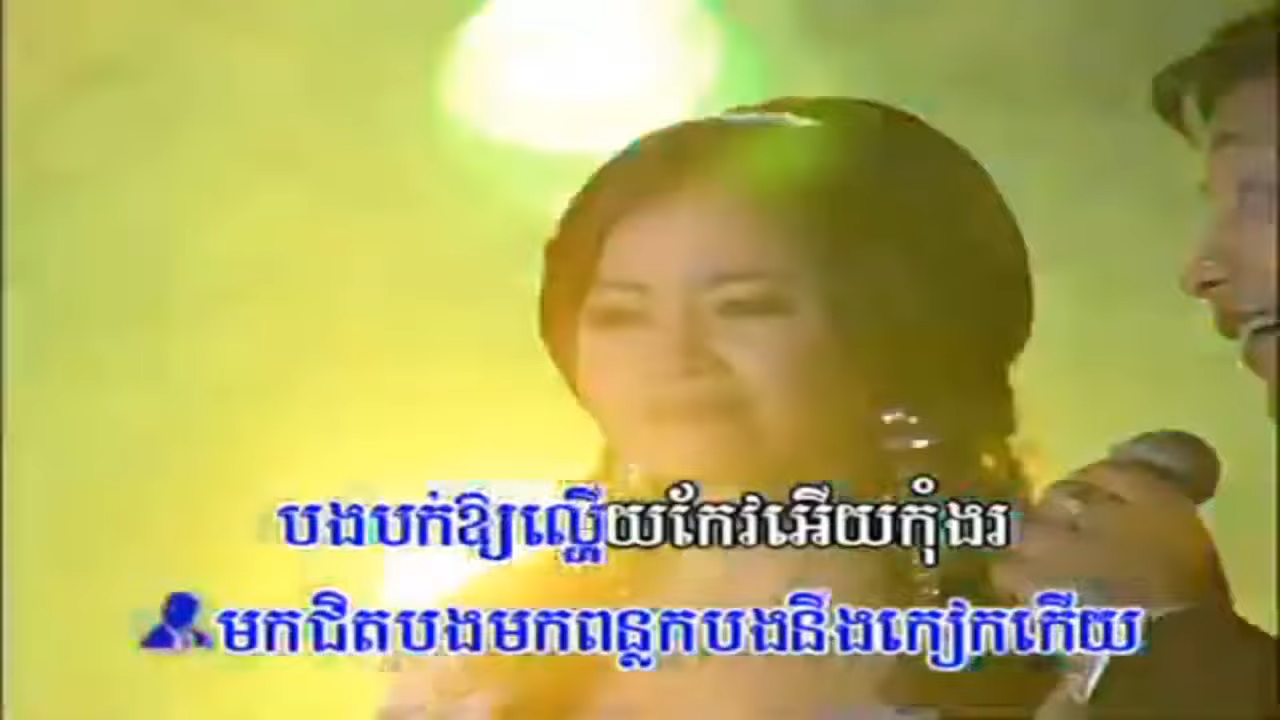 បងបក់ឱ្យល្ហើយកែវអើយកុំងរ
មកជិតបងមកពន្លកបងនឹងកៀកកើយ